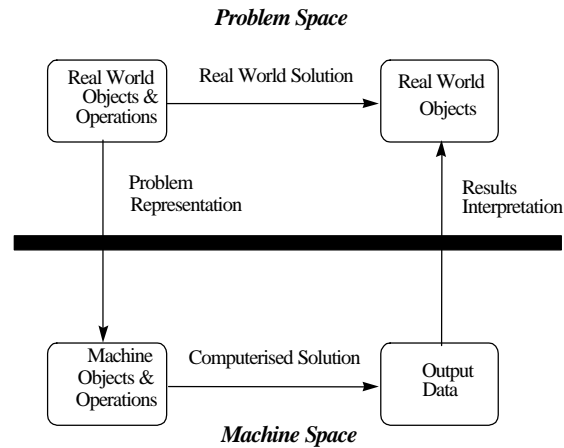 Problem Space
Real World
Objects &
Operations
Real World Solution
Real World
Objects
Problem
Representation
Results
Interpretation
Machine
Objects &
Operations
Computerised Solution
Output
Data
Machine Space